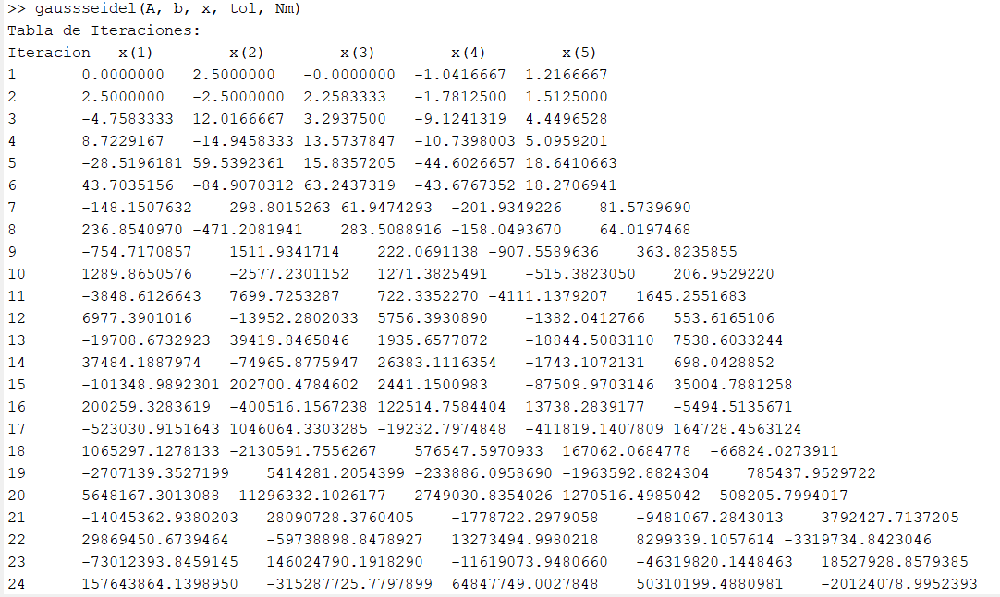 >> gaussseidel(A, b, x, tol, Nm)
Tabla de Iteraciones:
Iteracion x(1) x(2) x(3) x(4) x(5)
1 0.0000000 2.5000000 -0.0000000 -1.0416667 1.2166667
2 2.5000000 -2.5000000 2.2583333 -1.7812500 1.5125000
3 -4.7583333 12.0166667 3.2937500 -9.1241319 4.4496528
4 8.7229167 -14.9458333 13.5737847 -10.7398003 5.0959201
5 -28.5196181 59.5392361 15.8357205 -44.6026657 18.6410663
6 43.7035156 -84.9070312 63.2437319 -43.6767352 18.2706941
7 -148.1507632 298.8015263 61.9474293 -201.9349226 81.5739690
8 236.8540970 -471.2081941 283.5088916 -158.0493670 64.0197468
9 -754.7170857 1511.9341714 222.0691138 -907.5589636 363.8235855
10 1289.8650576 -2577.2301152 1271.3825491 -515.3823050 206.9529220
11 -3848.6126643 7699.7253287 722.3352270 -4111.1379207 1645.2551683
12 6977.3901016 -13952.2802033 5756.3930890 -1382.0412766 553.6165106
13 -19708.6732923 39419.8465846 1935.6577872 -18844.5083110 7538.6033244
14 37484.1887974 -74965.8775947 26383.1116354 -1743.1072131 698.0428852
15 -101348.9892301 202700.4784602 2441.1500983 -87509.9703146 35004.7881258
16 200259.3283619 -400516.1567238 122514.7584404 13738.2839177 -5494.5135671
17 -523030.9151643 1046064.3303285 -19232.7974848 -411819.1407809 164728.4563124
18 1065297.1278133 -2130591.7556267 576547.5970933 167062.0684778 -66824.0273911
19 -2707139.3527199 5414281.2054399 -233886.0958690 -1963592.8824304 785437.9529722
20 5648167.3013088 -11296332.1026177 2749030.8354026 1270516.4985042 -508205.7994017
21 -14045362.9380203 28090728.3760405 -1778722.2979058 -9481067.2843013 3792427.7137205
22 29869450.6739464 -59738898.8478927 13273494.9980218 8299339.1057614 -3319734.8423046
23 -73012393.8459145 146024790.1918290 -11619073.9480660 -46319820.1448463 18527928.8579385
24 157643864.1398950 -315287725.7797899 64847749.0027848 50310199.4880981 -20124078.9952393